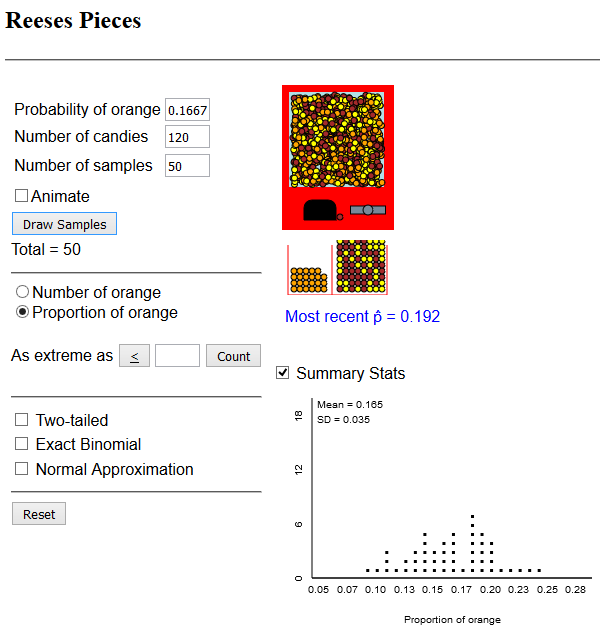 Reeses Pieces
Probability of orange 0.1667
Number of candies 120
Number of samples 50
Animate
Draw Samples
Total = 50
Number of orange
Proportion of orange
As extreme as < Count
Two-tailed
Exact Binomial
Normal Approximation
Reset
Most recent p̂ = 0.192
Summary Stats
Mean = 0.165
SD = 0.035
18
12
6
0
0.05 0.07 0.10 0.13 0.15 0.17 0.20 0.23 0.25 0.28
Proportion of orange